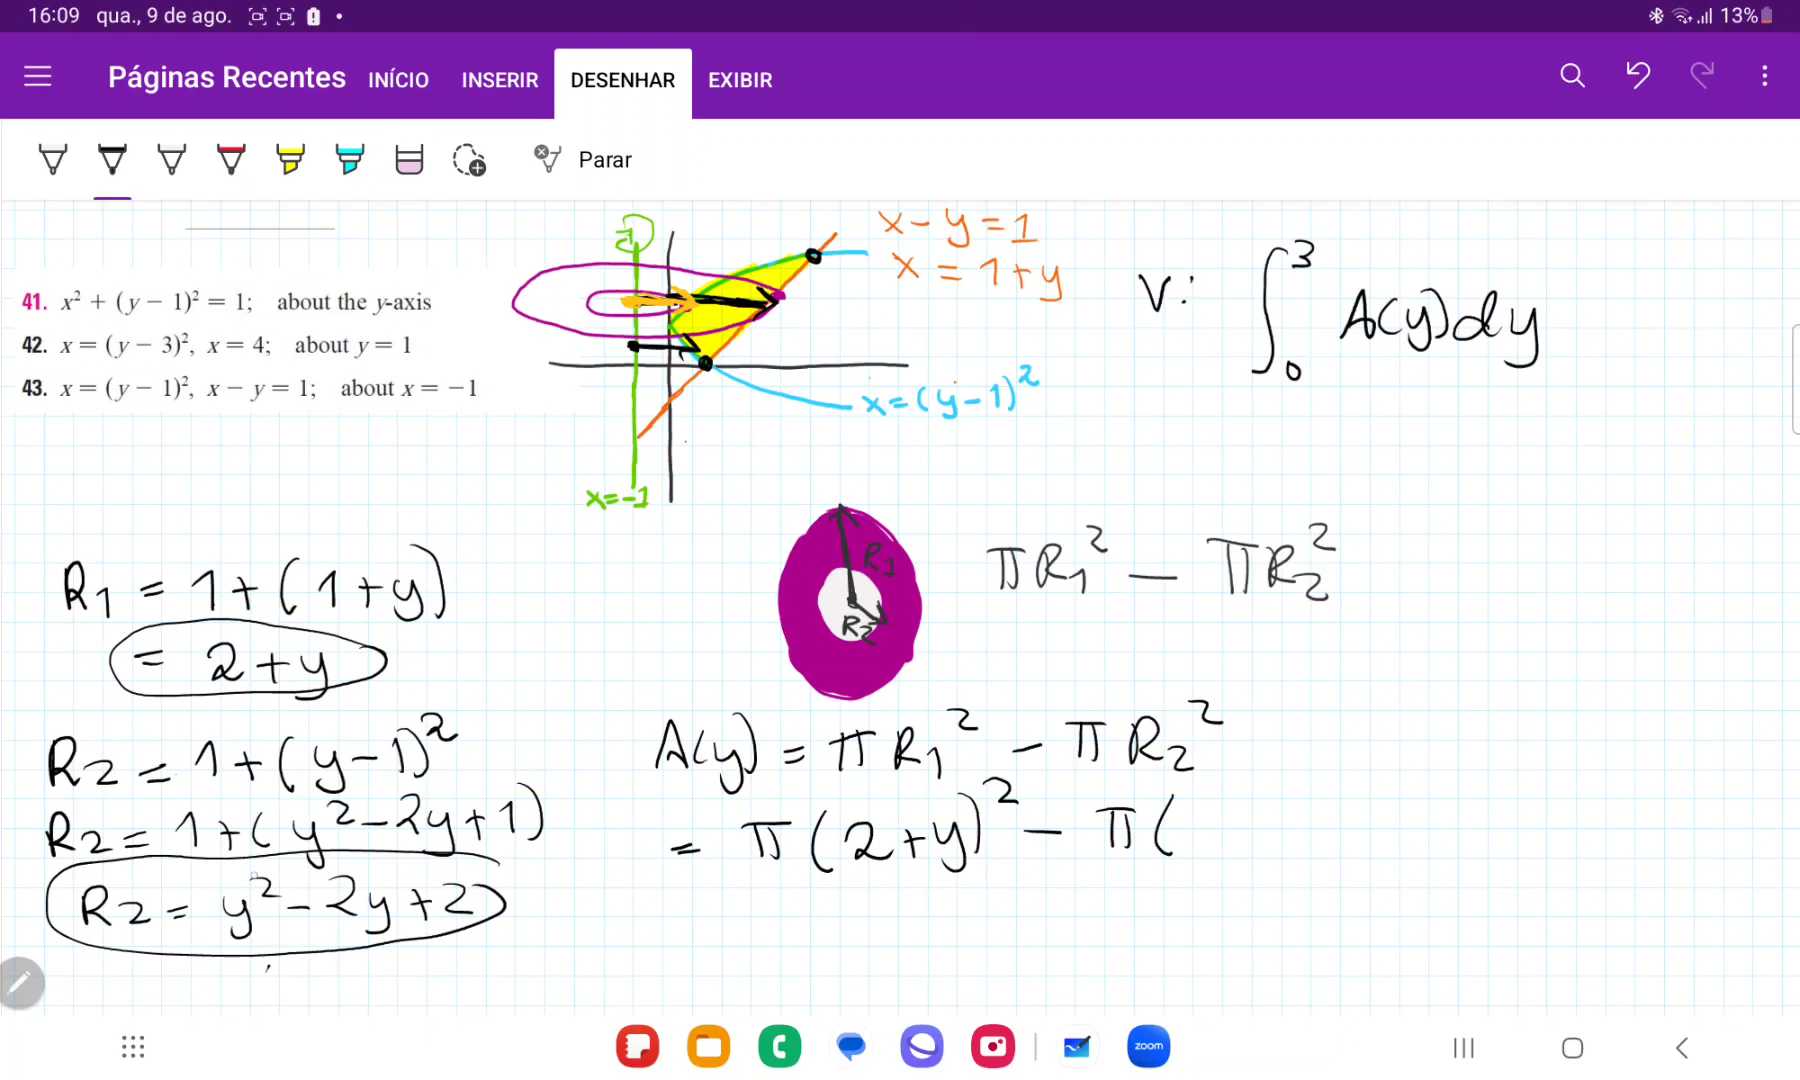 16:09 qua., 9 de ago.
13%
Páginas Recentes INÍCIO INSERIR DESENHAR EXIBIR
Parar
41. x² + (y − 1)² = 1; about the y-axis
42. x = (y − 3)², x = 4; about y = 1
43. x = (y − 1)², x − y = 1; about x = −1
-1
x - y = 1
x = 1 + y
x = (y - 1)²
x = -1
V: ∫₀³ A(y) dy
R1 = 1 + (1 + y)
= 2 + y
R2 = 1 + (y - 1)²
R2 = 1 + (y² - 2y + 1)
R2 = y² - 2y + 2
R1
R2
πR₁² - πR₂²
A(y) = πR₁² - πR₂²
= π(2 + y)² - π(
zoom